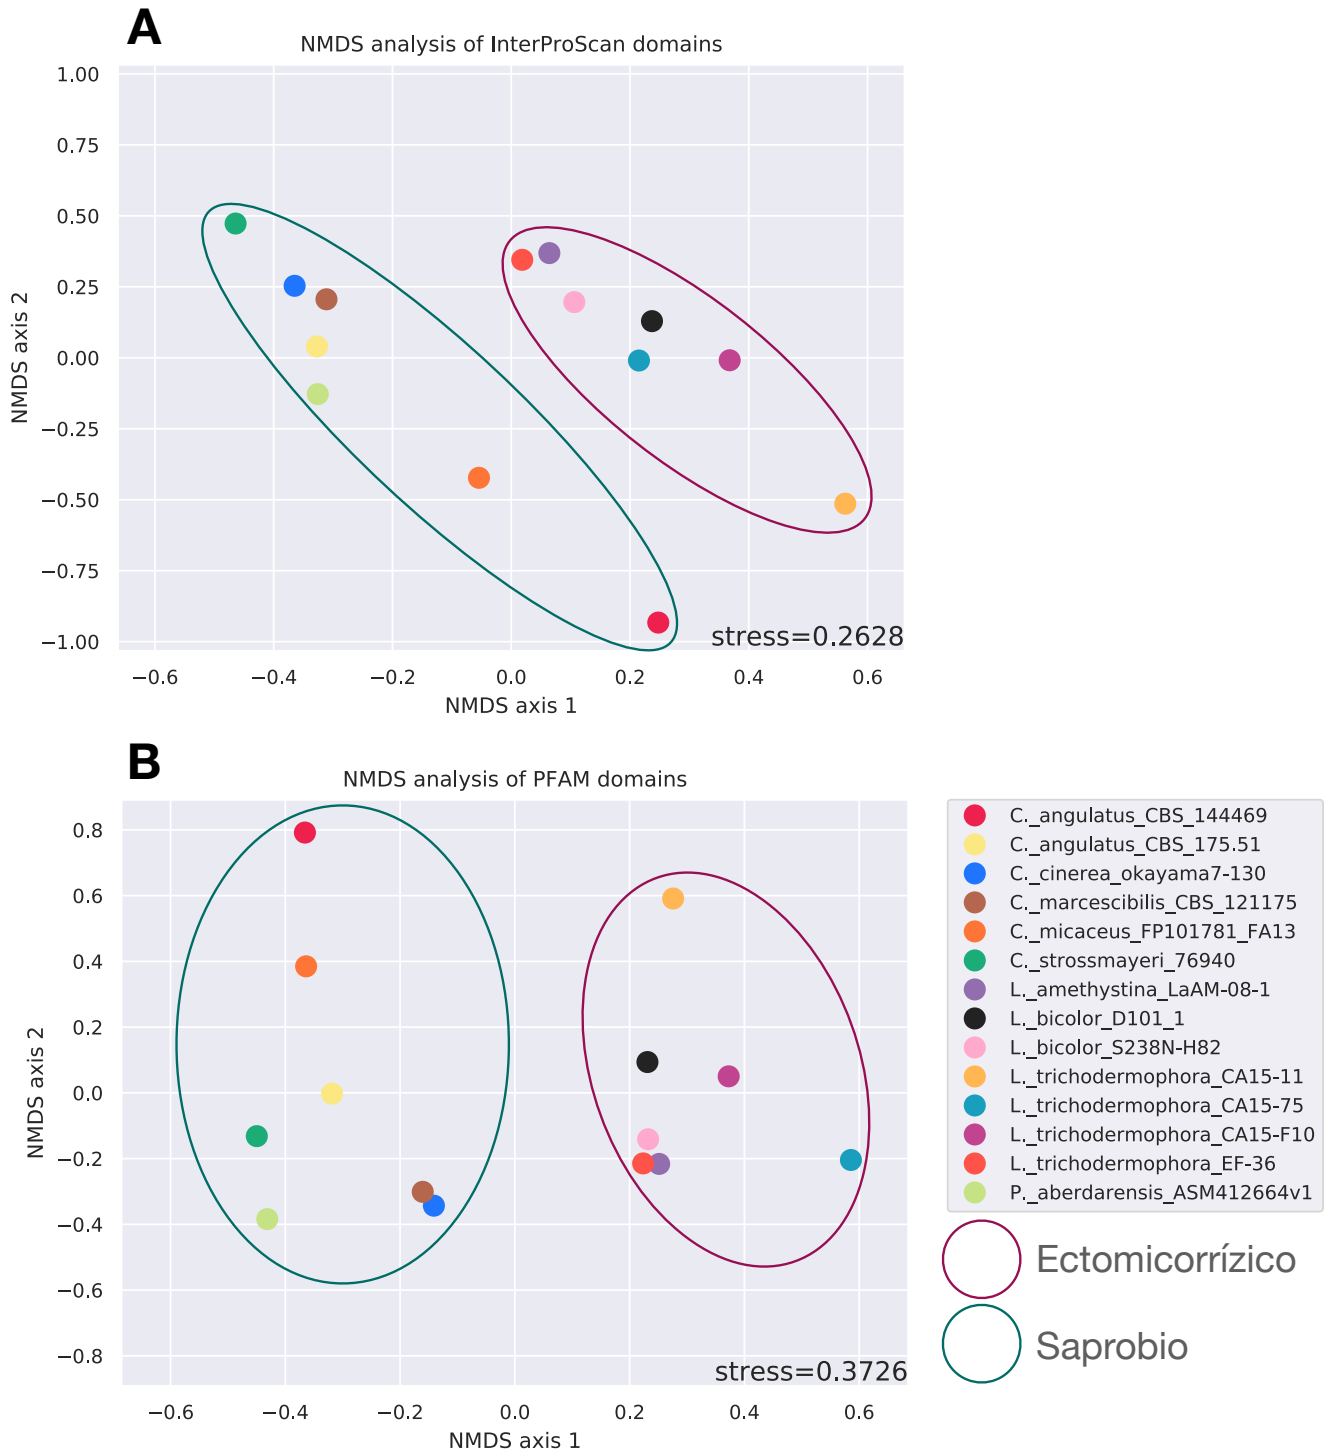 A
NMDS analysis of InterProScan domains
1.00
0.75
0.50
0.25
0.00
−0.25
−0.50
−0.75
−1.00
NMDS axis 2
stress=0.2628
−0.6 −0.4 −0.2 0.0 0.2 0.4 0.6
NMDS axis 1
B
NMDS analysis of PFAM domains
0.8
0.6
0.4
0.2
0.0
−0.2
−0.4
−0.6
−0.8
NMDS axis 2
stress=0.3726
−0.6 −0.4 −0.2 0.0 0.2 0.4 0.6
NMDS axis 1
C._angulatus_CBS_144469
C._angulatus_CBS_175.51
C._cinerea_okayama7-130
C._marcescibilis_CBS_121175
C._micaceus_FP101781_FA13
C._strossmayeri_76940
L._amethystina_LaAM-08-1
L._bicolor_D101_1
L._bicolor_S238N-H82
L._trichodermophora_CA15-11
L._trichodermophora_CA15-75
L._trichodermophora_CA15-F10
L._trichodermophora_EF-36
P._aberdarensis_ASM412664v1
Ectomicorrízico
Saprobio